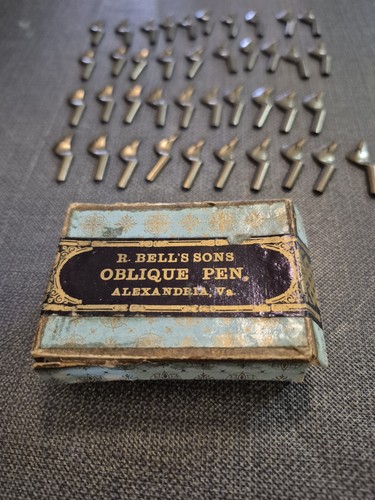 R. BELL'S SONS
OBLIQUE PEN,
ALEXANDRIA, Va.